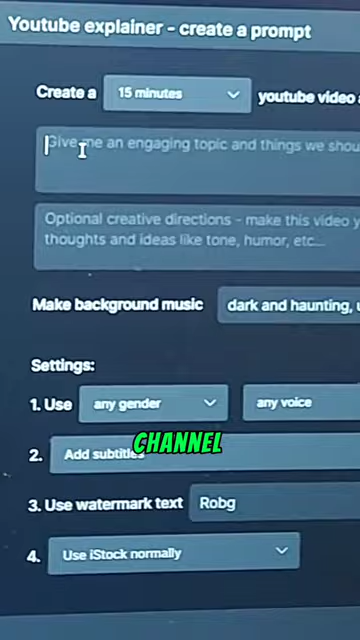 Youtube explainer - create a prompt
Create a 15 minutes youtube video
Give me an engaging topic and things we shou
Optional creative directions - make this video y
thoughts and ideas like tone, humor, etc...
Make background music dark and haunting, u
Settings:
1. Use any gender any voice
CHANNEL
2. Add subtitles
3. Use watermark text Robg
4. Use iStock normally